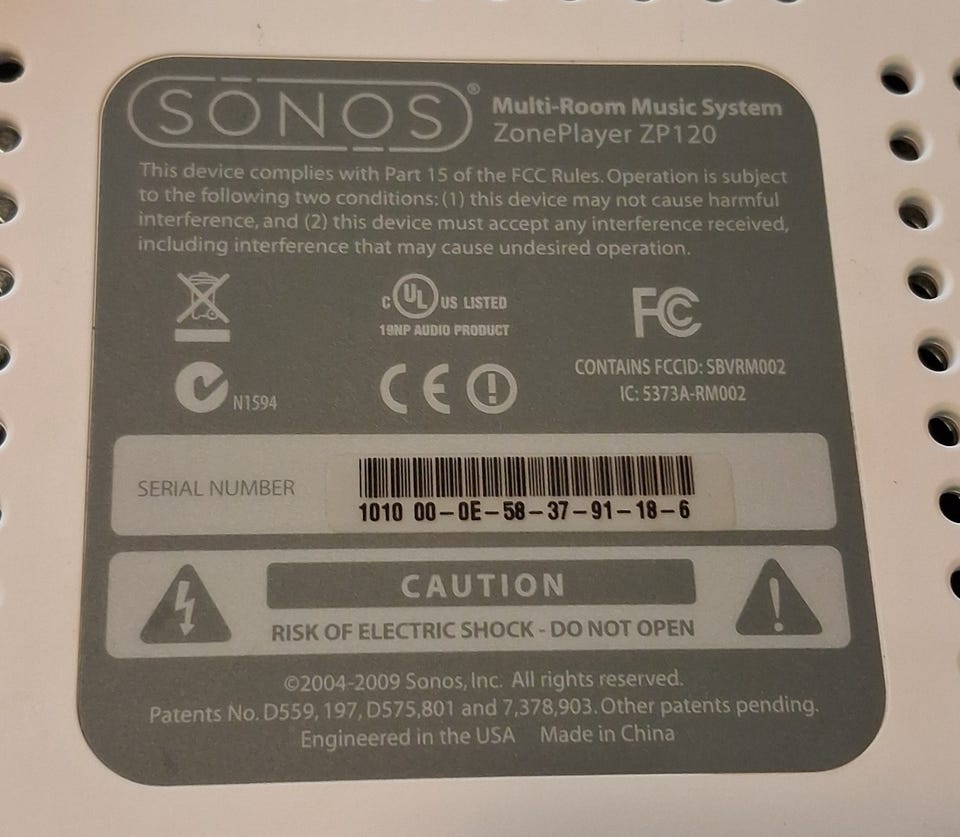 SONOS®
Multi-Room Music System
ZonePlayer ZP120
This device complies with Part 15 of the FCC Rules. Operation is subject
to the following two conditions: (1) this device may not cause harmful
interference, and (2) this device must accept any interference received,
including interference that may cause undesired operation.
C UL US LISTED
19NP AUDIO PRODUCT
FC
CONTAINS FCCID: SBVRM002
IC: 5373A-RM002
N1594
CE
SERIAL NUMBER
1010 00-0E-58-37-91-18-6
CAUTION
RISK OF ELECTRIC SHOCK - DO NOT OPEN
©2004-2009 Sonos, Inc. All rights reserved.
Patents No. D559, 197, D575,801 and 7,378,903. Other patents pending.
Engineered in the USA Made in China